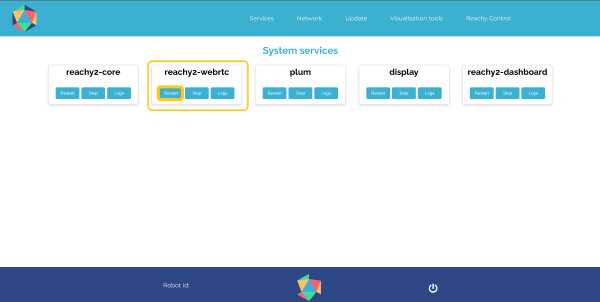 Services Network Update Visualisation tools Reachy Control
System services
reachy2-core reachy2-webrtc plum display reachy2-dashboard
Restart Stop Logs Restart Stop Logs Restart Stop Logs Restart Stop Logs Restart Stop Logs
Robot id: